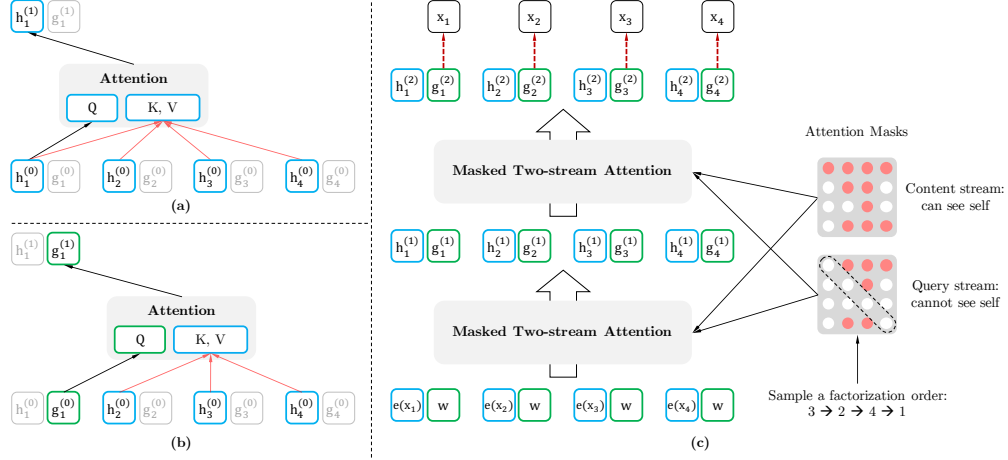 h₁⁽¹⁾ g₁⁽¹⁾
Attention
Q K, V
h₁⁽⁰⁾ g₁⁽⁰⁾ h₂⁽⁰⁾ g₂⁽⁰⁾ h₃⁽⁰⁾ g₃⁽⁰⁾ h₄⁽⁰⁾ g₄⁽⁰⁾
(a)
h₁⁽¹⁾ g₁⁽¹⁾
Attention
Q K, V
h₁⁽⁰⁾ g₁⁽⁰⁾ h₂⁽⁰⁾ g₂⁽⁰⁾ h₃⁽⁰⁾ g₃⁽⁰⁾ h₄⁽⁰⁾ g₄⁽⁰⁾
(b)
x₁ x₂ x₃ x₄
h₁⁽²⁾ g₁⁽²⁾ h₂⁽²⁾ g₂⁽²⁾ h₃⁽²⁾ g₃⁽²⁾ h₄⁽²⁾ g₄⁽²⁾
Masked Two-stream Attention
h₁⁽¹⁾ g₁⁽¹⁾ h₂⁽¹⁾ g₂⁽¹⁾ h₃⁽¹⁾ g₃⁽¹⁾ h₄⁽¹⁾ g₄⁽¹⁾
Masked Two-stream Attention
e(x₁) w e(x₂) w e(x₃) w e(x₄) w
(c)
Attention Masks
Content stream:
can see self
Query stream:
cannot see self
Sample a factorization order:
3 → 2 → 4 → 1